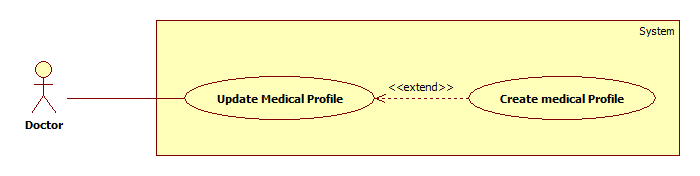 System
<<extend>>
Update Medical Profile
Create medical Profile
Doctor